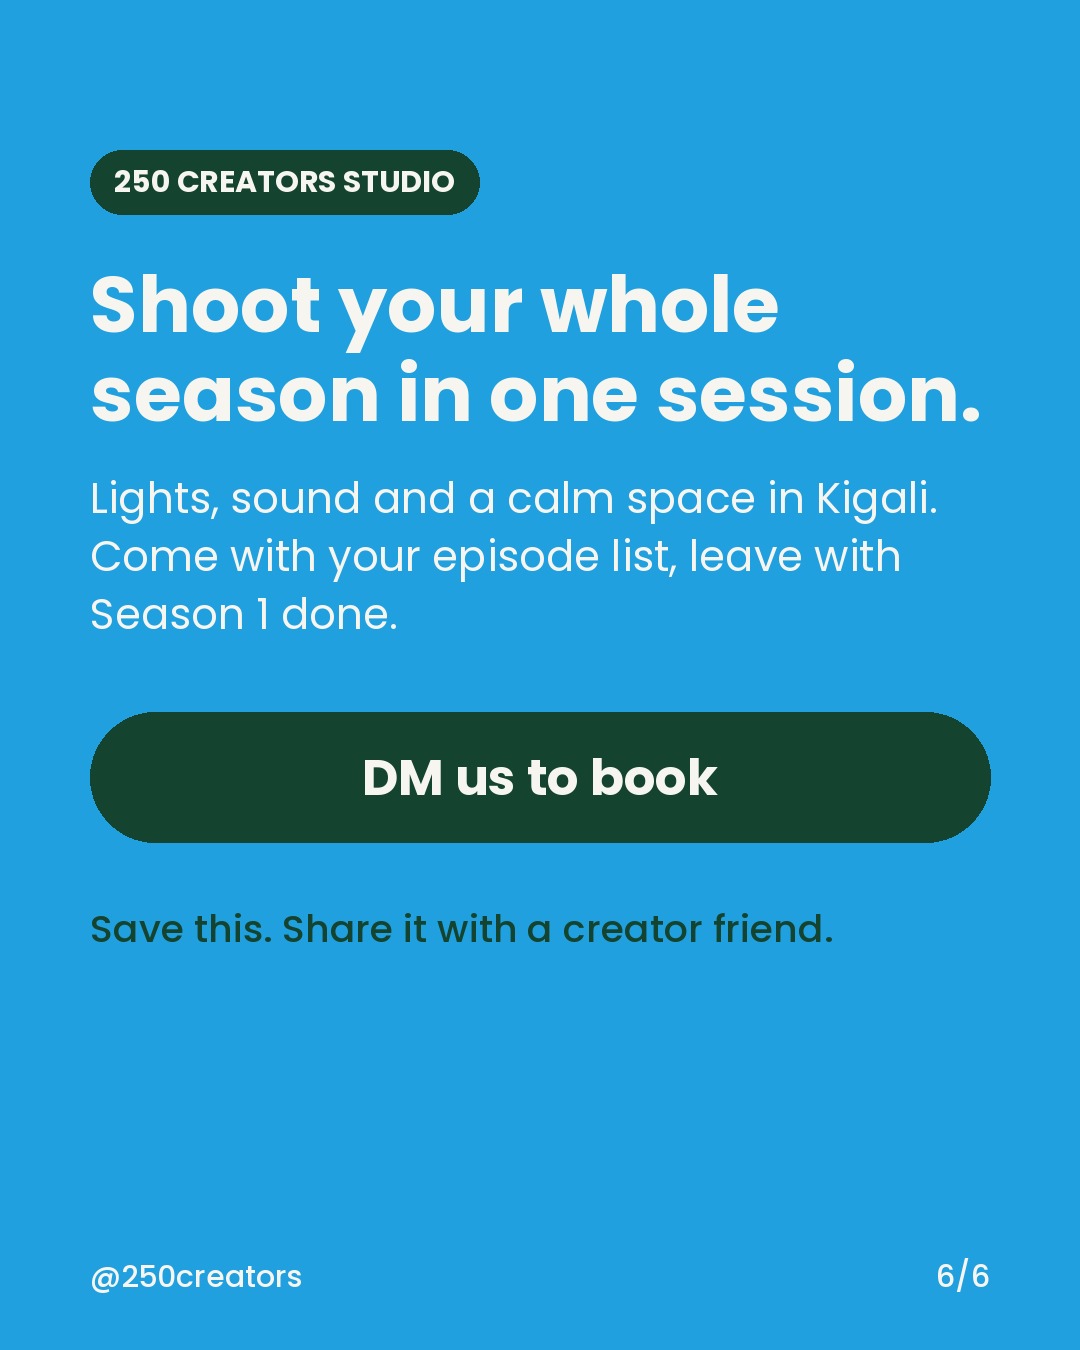 250 CREATORS STUDIO
Shoot your whole
season in one session.
Lights, sound and a calm space in Kigali.
Come with your episode list, leave with
Season 1 done.
DM us to book
Save this. Share it with a creator friend.
@250creators
6/6